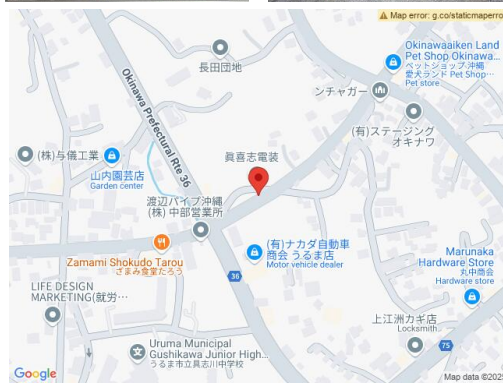 Map error: g.co/staticmaperro
Okinawaaiken Land
Pet Shop Okinawa...
ペットショップ沖縄
愛犬ランド Pet Shop…
Pet store
長田団地
ンチャガー
Okinawa Prefectural Rte 36
(有)ステージング
オキナワ
(株)与儀工業
山内園芸店
Garden center
眞喜志電装
渡辺パイプ沖縄
(株) 中部営業所
(有)ナカダ自動車
商会 うるま店
Motor vehicle dealer
Zamami Shokudo Tarou
ざまみ食堂たろう
Marunaka
Hardware Store
丸中商会
Hardware store
36
LIFE DESIGN
MARKETING(就労…
上江洲カギ店
Locksmith
75
Uruma Municipal
Gushikawa Junior High...
うるま市立具志川中学校
Google
Map data ©202